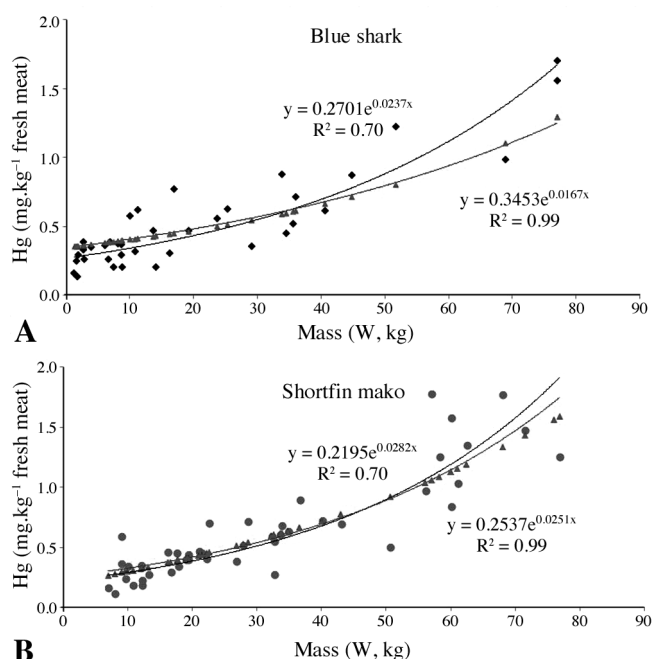 2.0
Blue shark
1.5
y = 0.2701e^0.0237x
R² = 0.70
1.0
y = 0.3453e^0.0167x
R² = 0.99
0.5
0.0
Hg (mg.kg⁻¹ fresh meat)
0 10 20 30 40 50 60 70 80 90
A
Mass (W, kg)
2.0
Shortfin mako
1.5
y = 0.2195e^0.0282x
R² = 0.70
1.0
y = 0.2537e^0.0251x
R² = 0.99
0.5
0.0
Hg (mg.kg⁻¹ fresh meat)
0 10 20 30 40 50 60 70 80 90
B
Mass (W, kg)